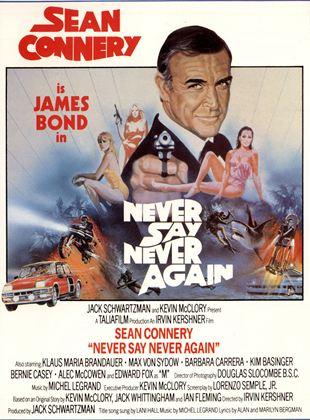 SEAN
CONNERY
is
JAMES
BOND
in
NEVER
SAY
NEVER
AGAIN
JACK SCHWARTZMAN and KEVIN McCLORY Present
A TALIAFILM Production An IRVIN KERSHNER Film
SEAN CONNERY
"NEVER SAY NEVER AGAIN"
Also starring KLAUS MARIA BRANDAUER · MAX VON SYDOW · BARBARA CARRERA · KIM BASINGER
BERNIE CASEY · ALEC McCOWEN and EDWARD FOX as "M" Director of Photography DOUGLAS SLOCOMBE B.S.C.
Music by MICHEL LEGRAND Executive Producer KEVIN McCLORY Screenplay by LORENZO SEMPLE, JR.
Based on an Original Story by KEVIN McCLORY, JACK WHITTINGHAM and IAN FLEMING Directed by IRVIN KERSHNER
Produced by JACK SCHWARTZMAN Title song sung by LANI HALL Music by MICHEL LEGRAND Lyrics ALAN and MARILYN BERGMAN